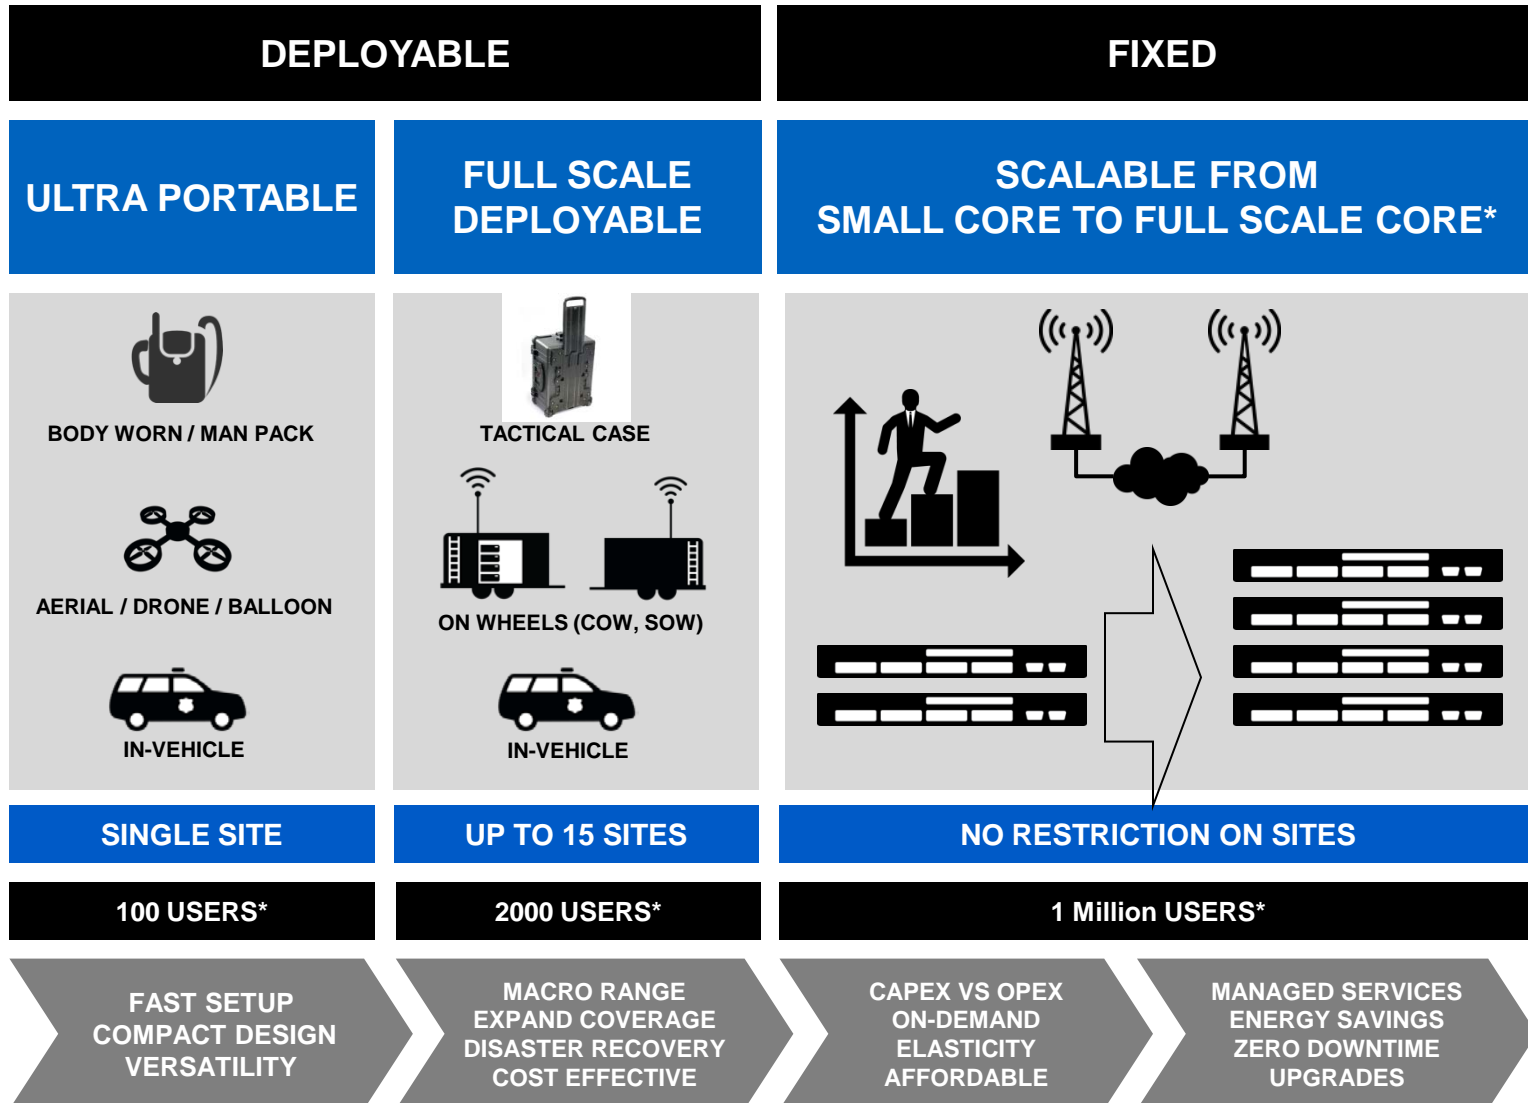 DEPLOYABLE
FIXED
ULTRA PORTABLE
FULL SCALE
DEPLOYABLE
SCALABLE FROM
SMALL CORE TO FULL SCALE CORE*
BODY WORN / MAN PACK
AERIAL / DRONE / BALLOON
IN-VEHICLE
TACTICAL CASE
ON WHEELS (COW, SOW)
IN-VEHICLE
SINGLE SITE
UP TO 15 SITES
NO RESTRICTION ON SITES
100 USERS*
2000 USERS*
1 Million USERS*
FAST SETUP
COMPACT DESIGN
VERSATILITY
MACRO RANGE
EXPAND COVERAGE
DISASTER RECOVERY
COST EFFECTIVE
CAPEX VS OPEX
ON-DEMAND
ELASTICITY
AFFORDABLE
MANAGED SERVICES
ENERGY SAVINGS
ZERO DOWNTIME
UPGRADES